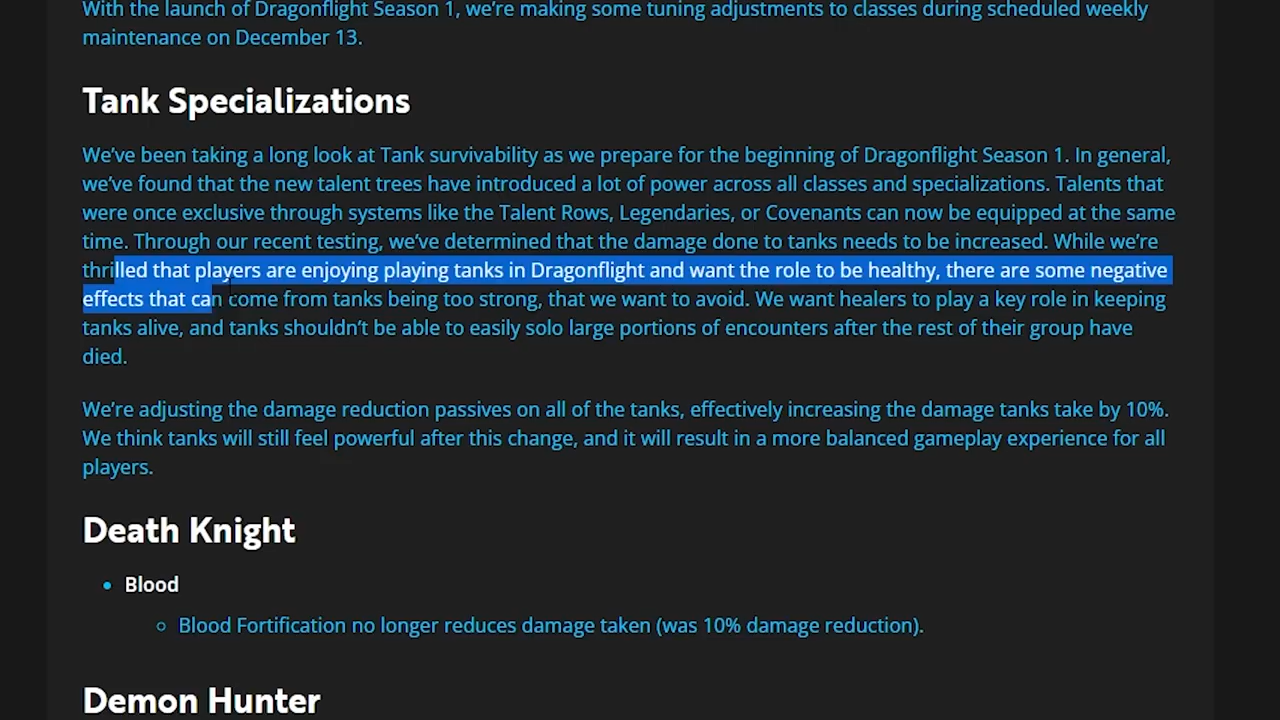 With the launch of Dragonflight Season 1, we’re making some tuning adjustments to classes during scheduled weekly
maintenance on December 13.
Tank Specializations
We’ve been taking a long look at Tank survivability as we prepare for the beginning of Dragonflight Season 1. In general,
we’ve found that the new talent trees have introduced a lot of power across all classes and specializations. Talents that
were once exclusive through systems like the Talent Rows, Legendaries, or Covenants can now be equipped at the same
time. Through our recent testing, we’ve determined that the damage done to tanks needs to be increased. While we’re
thrilled that players are enjoying playing tanks in Dragonflight and want the role to be healthy, there are some negative
effects that can come from tanks being too strong, that we want to avoid. We want healers to play a key role in keeping
tanks alive, and tanks shouldn’t be able to easily solo large portions of encounters after the rest of their group have
died.
We’re adjusting the damage reduction passives on all of the tanks, effectively increasing the damage tanks take by 10%.
We think tanks will still feel powerful after this change, and it will result in a more balanced gameplay experience for all
players.
Death Knight
Blood
Blood Fortification no longer reduces damage taken (was 10% damage reduction).
Demon Hunter